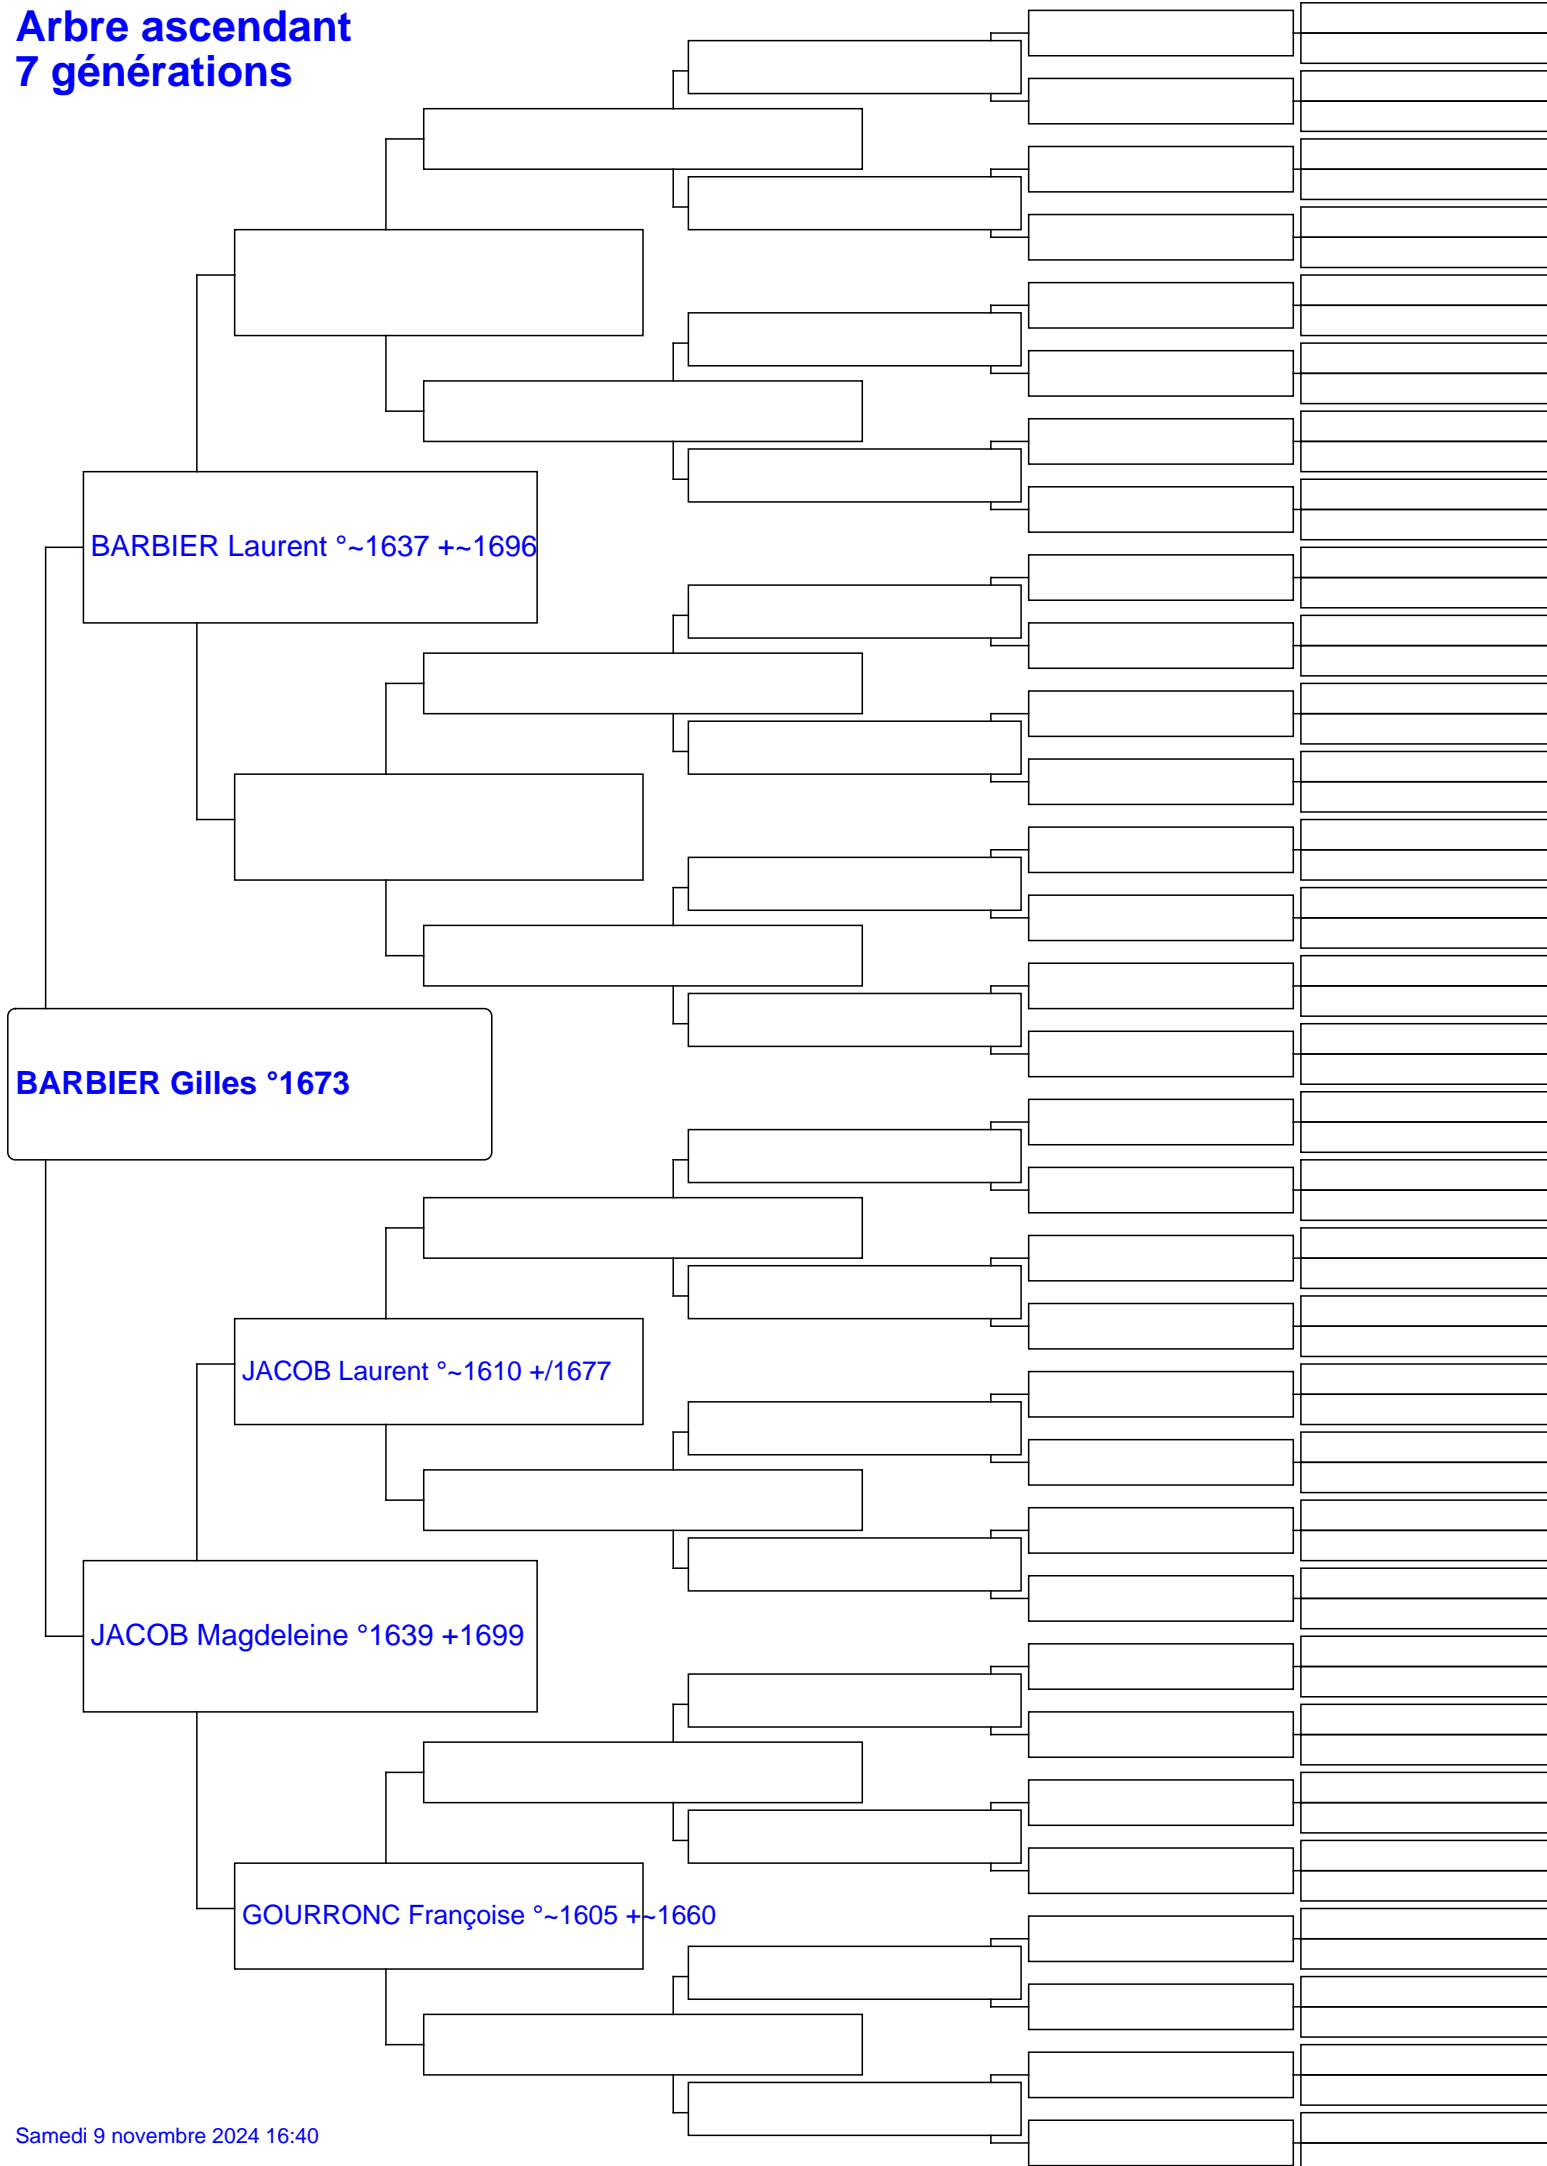 Arbre ascendant
7 générations
BARBIER Laurent °~1637 +~1696
BARBIER Gilles °1673
JACOB Laurent °~1610 +/1677
JACOB Magdeleine °1639 +1699
GOURRONC Françoise °~1605 +~1660
Samedi 9 novembre 2024 16:40